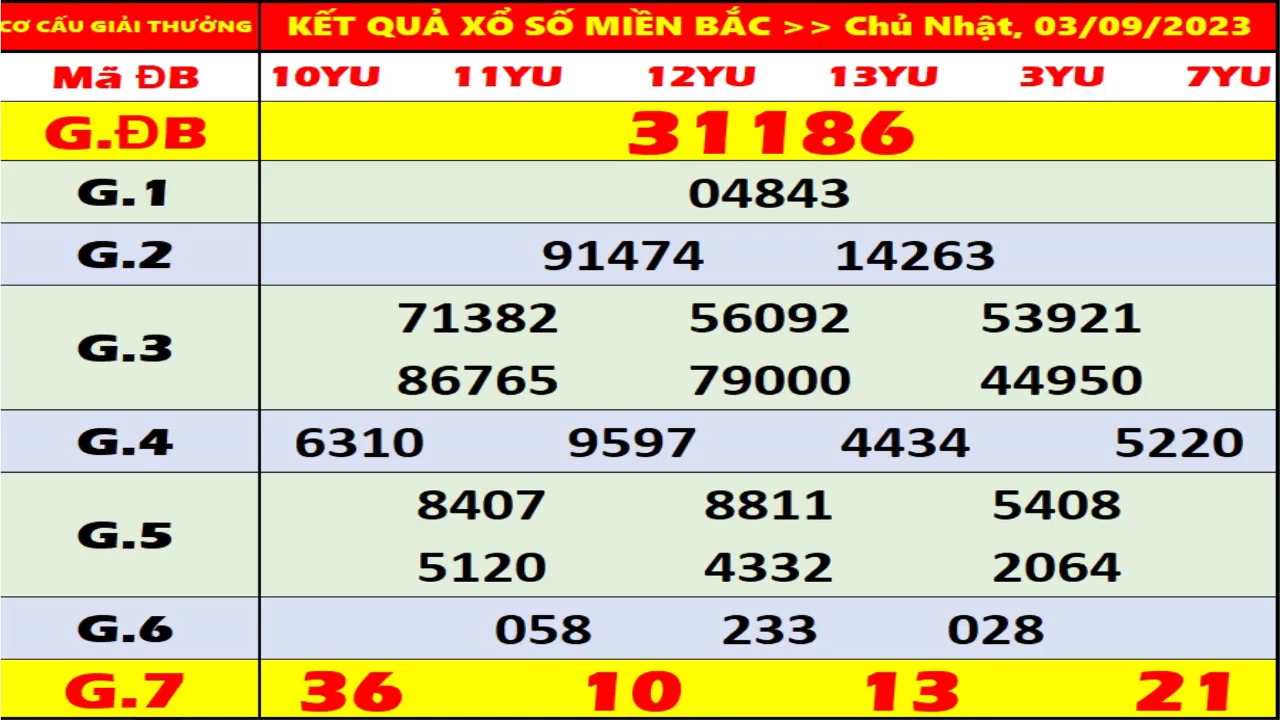 CƠ CẤU GIẢI THƯỞNG KẾT QUẢ XỔ SỐ MIỀN BẮC >> Chủ Nhật, 03/09/2023
Mã ĐB 10YU 11YU 12YU 13YU 3YU 7YU
G.ĐB 31186
G.1 04843
G.2 91474 14263
G.3
71382 56092 53921
86765 79000 44950
G.4 6310 9597 4434 5220
G.5
8407 8811 5408
5120 4332 2064
G.6 058 233 028
G.7 36 10 13 21